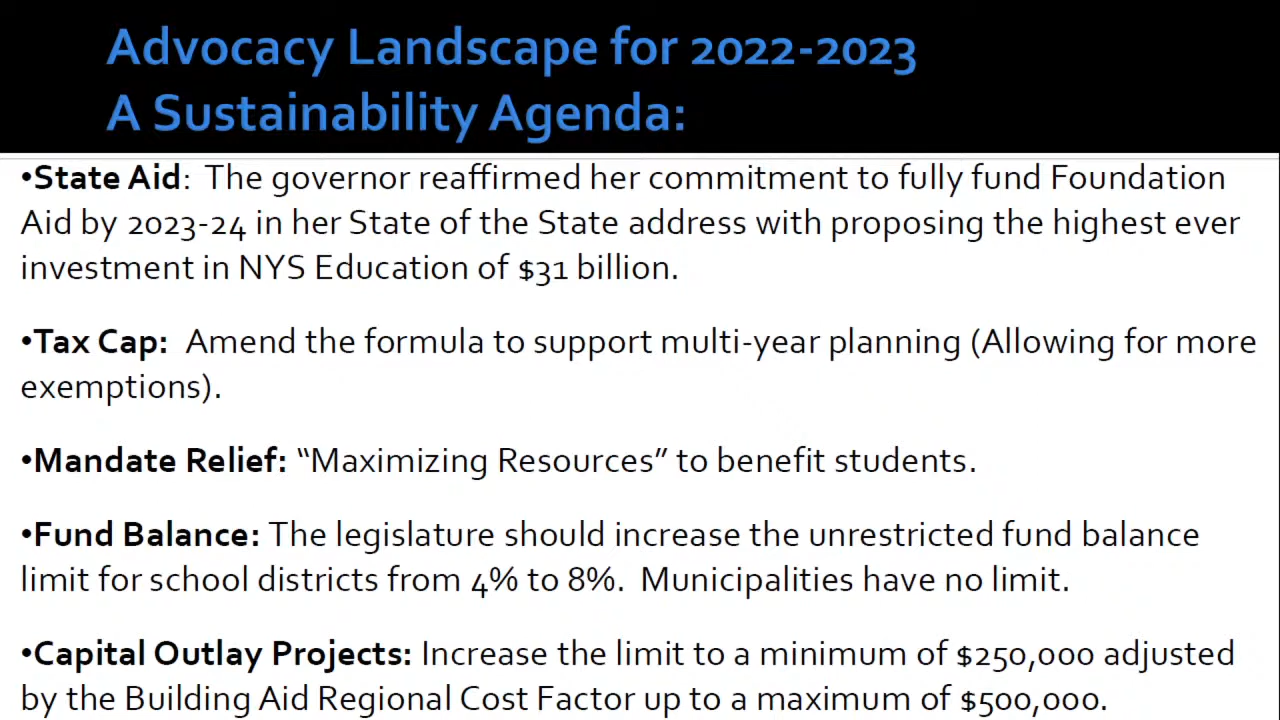 Advocacy Landscape for 2022-2023
A Sustainability Agenda:
•State Aid:  The governor reaffirmed her commitment to fully fund Foundation
Aid by 2023-24 in her State of the State address with proposing the highest ever
investment in NYS Education of $31 billion.
•Tax Cap:  Amend the formula to support multi-year planning (Allowing for more
exemptions).
•Mandate Relief: “Maximizing Resources” to benefit students.
•Fund Balance: The legislature should increase the unrestricted fund balance
limit for school districts from 4% to 8%.  Municipalities have no limit.
•Capital Outlay Projects: Increase the limit to a minimum of $250,000 adjusted
by the Building Aid Regional Cost Factor up to a maximum of $500,000.